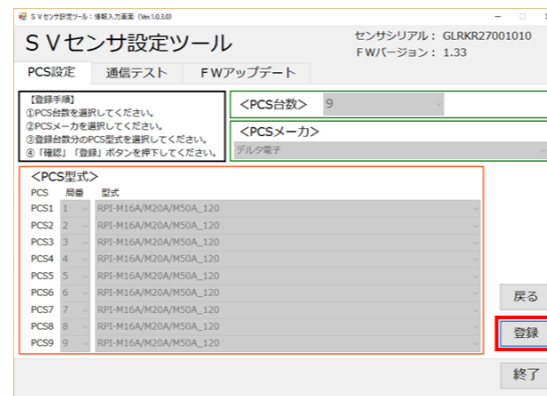 SVセンサ設定ツール:情報入力画面 (Ver.1.0.3.0)
SVセンサ設定ツール
センサシリアル: GLRKR27001010
FWバージョン: 1.33
PCS設定 通信テスト FWアップデート
【登録手順】
①PCS台数を選択してください。
②PCSメーカを選択してください。
③登録台数分のPCS型式を選択してください。
④「確認」「登録」ボタンを押下してください。
<PCS台数> 9
<PCSメーカ>
デルタ電子
<PCS型式>
PCS 局番 型式
PCS1 1 RPI-M16A/M20A/M50A_120
PCS2 2 RPI-M16A/M20A/M50A_120
PCS3 3 RPI-M16A/M20A/M50A_120
PCS4 4 RPI-M16A/M20A/M50A_120
PCS5 5 RPI-M16A/M20A/M50A_120
PCS6 6 RPI-M16A/M20A/M50A_120
PCS7 7 RPI-M16A/M20A/M50A_120
PCS8 8 RPI-M16A/M20A/M50A_120
PCS9 9 RPI-M16A/M20A/M50A_120
戻る
登録
終了